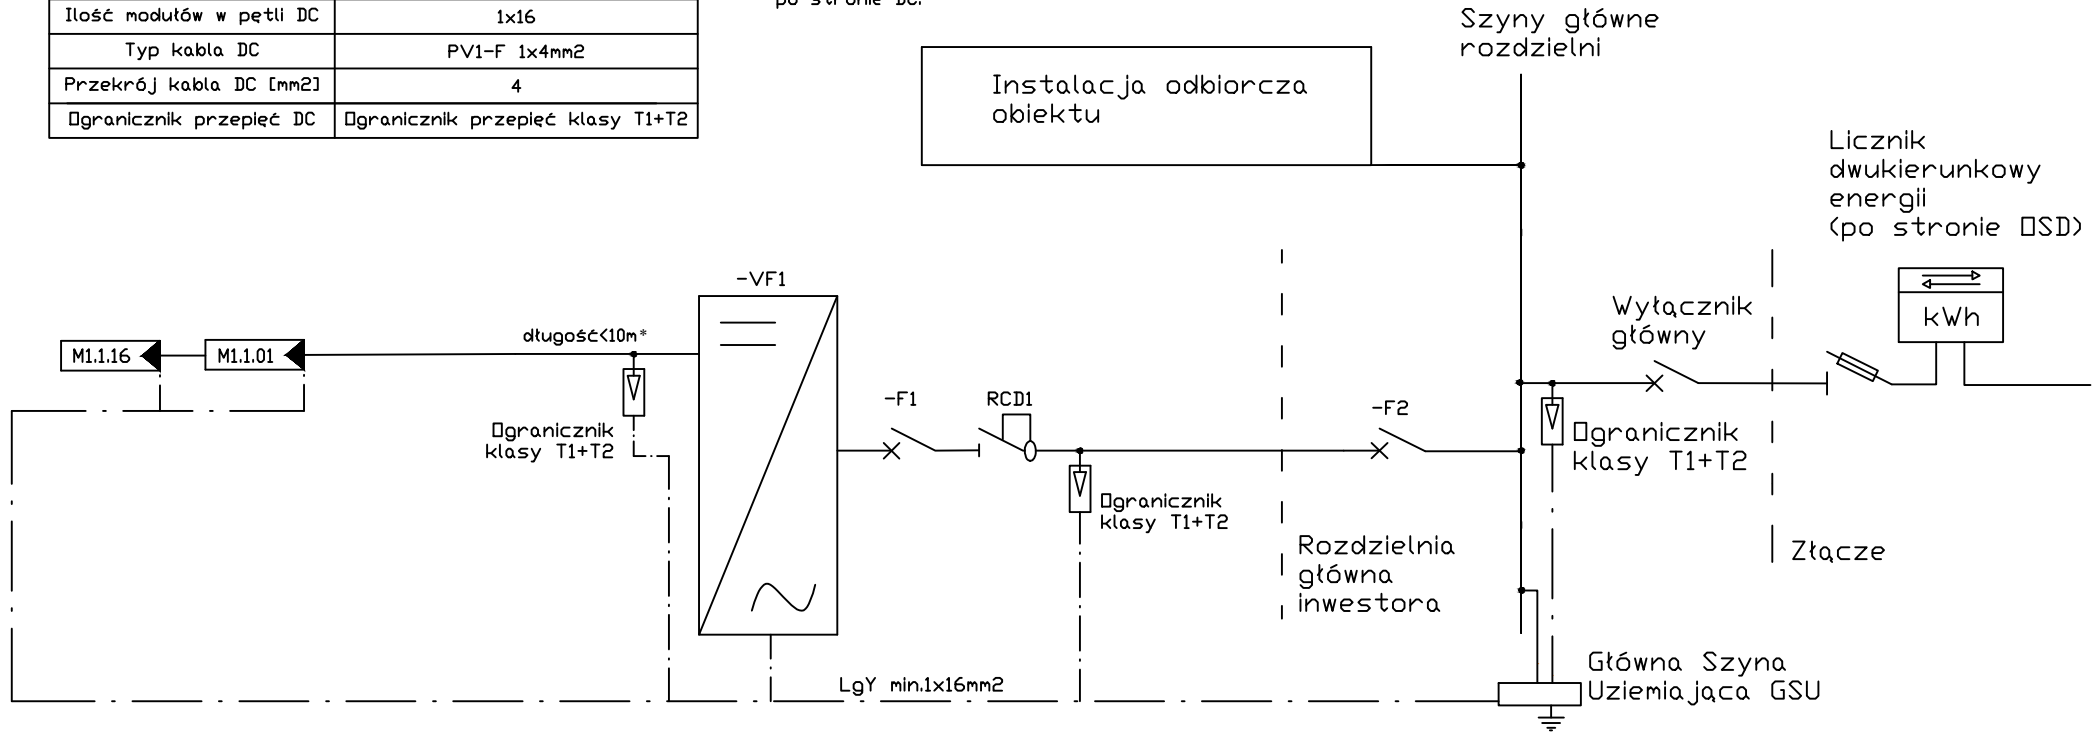 Ilość modułów w pętli DC 1x16
Typ kabla DC PV1-F 1x4mm2
Przekrój kabla DC [mm2] 4
Ogranicznik przepięć DC Ogranicznik przepięć klasy T1+T2
po stronie DC.
Szyny główne
rozdzielni
Instalacja odbiorcza
obiektu
Licznik
dwukierunkowy
energii
(po stronie OSD)
kWh
Wyłącznik
główny
-VF1
długość<10m*
M1.1.16
M1.1.01
Ogranicznik
klasy T1+T2
-F1
RCD1
-F2
Ogranicznik
klasy T1+T2
Ogranicznik
klasy T1+T2
Rozdzielnia
główna
inwestora
Złącze
LgY min.1x16mm2
Główna Szyna
Uziemiająca GSU